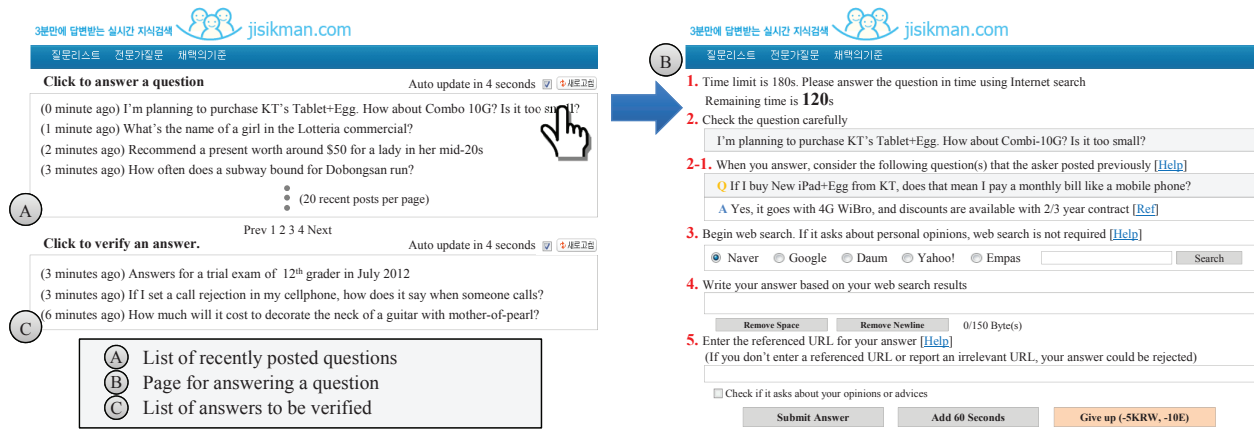 3분만에 답변받는 실시간 지식검색 jisikman.com
질문리스트 전문가질문 채택의기준
Click to answer a question Auto update in 4 seconds 새로고침
(0 minute ago) I'm planning to purchase KT's Tablet+Egg. How about Combo 10G? Is it too small?
(1 minute ago) What's the name of a girl in the Lotteria commercial?
(2 minutes ago) Recommend a present worth around $50 for a lady in her mid-20s
(3 minutes ago) How often does a subway bound for Dobongsan run?
(20 recent posts per page)
A
Prev 1 2 3 4 Next
Click to verify an answer. Auto update in 4 seconds 새로고침
(3 minutes ago) Answers for a trial exam of 12th grader in July 2012
(3 minutes ago) If I set a call rejection in my cellphone, how does it say when someone calls?
(6 minutes ago) How much will it cost to decorate the neck of a guitar with mother-of-pearl?
C
A List of recently posted questions
B Page for answering a question
C List of answers to be verified
3분만에 답변받는 실시간 지식검색 jisikman.com
질문리스트 전문가질문 채택의기준
B
1. Time limit is 180s. Please answer the question in time using Internet search
Remaining time is 120s
2. Check the question carefully
I'm planning to purchase KT's Tablet+Egg. How about Combi-10G? Is it too small?
2-1. When you answer, consider the following question(s) that the asker posted previously [Help]
Q If I buy New iPad+Egg from KT, does that mean I pay a monthly bill like a mobile phone?
A Yes, it goes with 4G WiBro, and discounts are available with 2/3 year contract [Ref]
3. Begin web search. If it asks about personal opinions, web search is not required [Help]
Naver Google Daum Yahoo! Empas Search
4. Write your answer based on your web search results
Remove Space Remove Newline 0/150 Byte(s)
5. Enter the referenced URL for your answer [Help]
(If you don't enter a referenced URL or report an irrelevant URL, your answer could be rejected)
Check if it asks about your opinions or advices
Submit Answer Add 60 Seconds Give up (-5KRW, -10E)